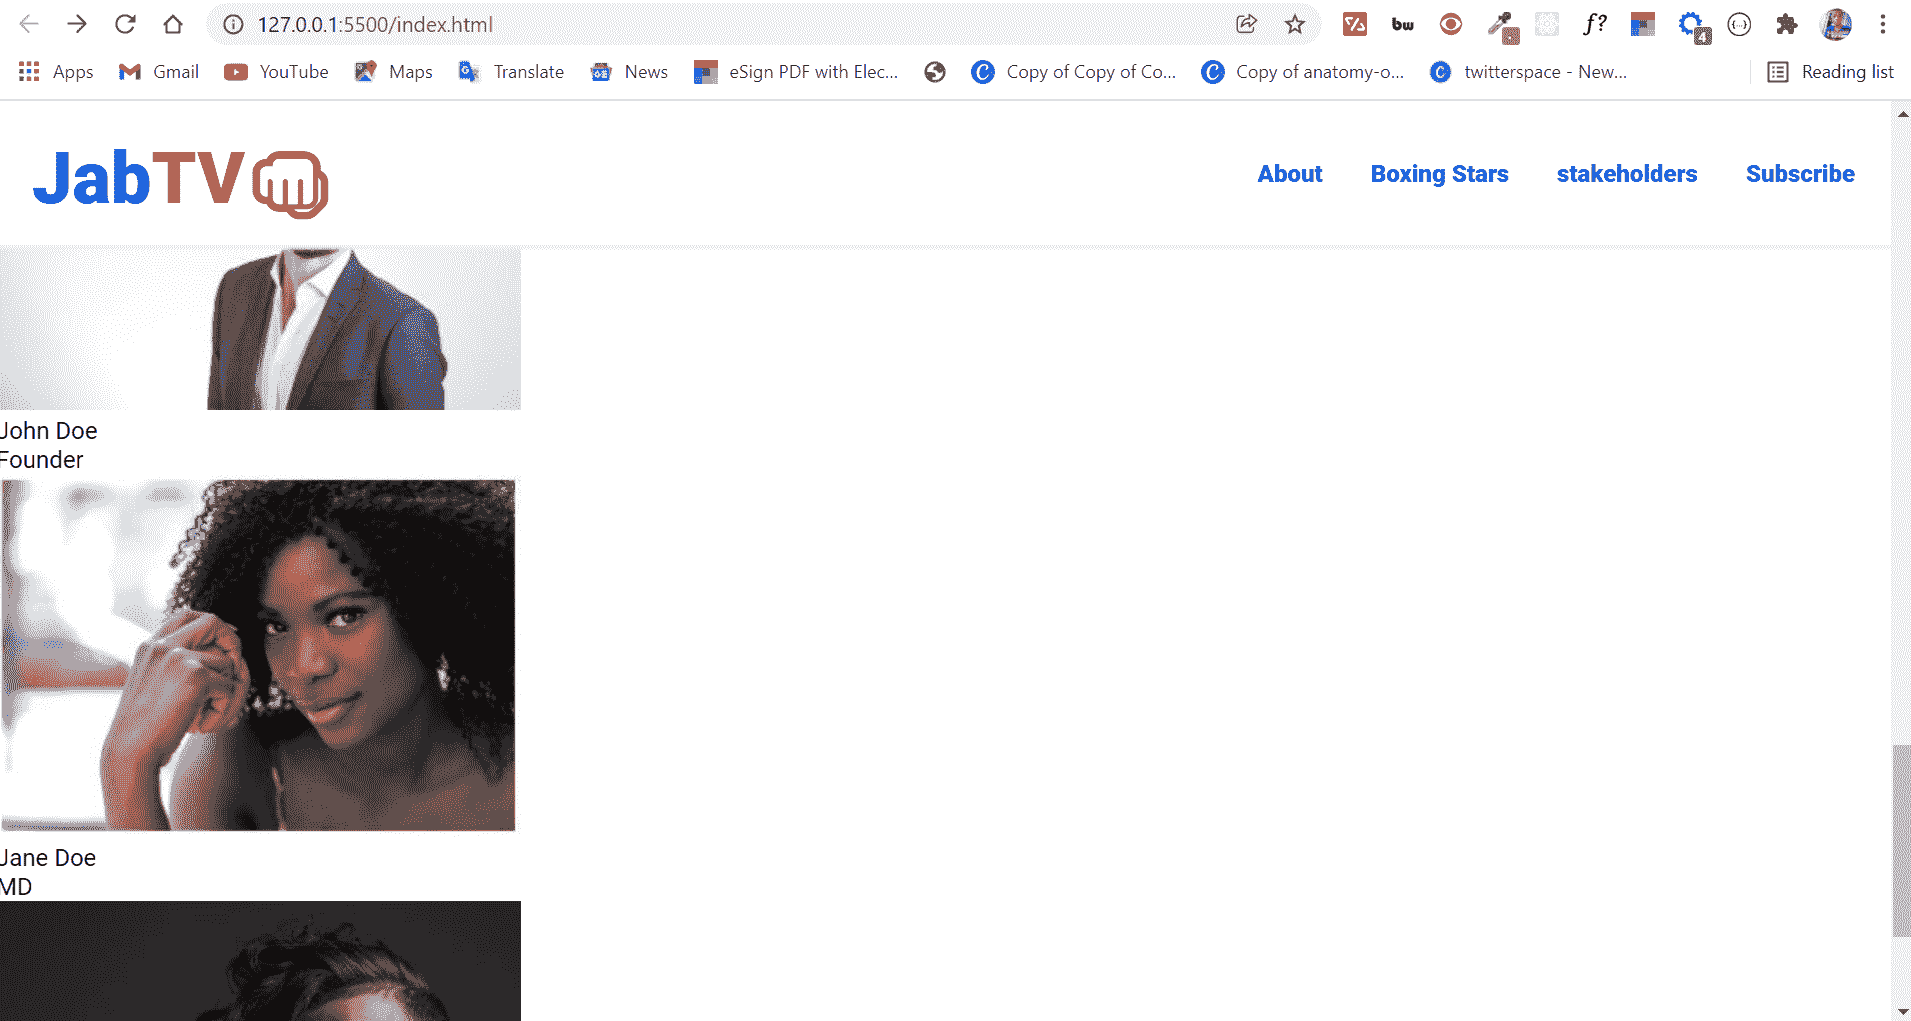 127.0.0.1:5500/index.html
bw
f?
4
Apps
Gmail
YouTube
Maps
Translate
News
eSign PDF with Elec...
Copy of Copy of Co...
Copy of anatomy-o...
twitterspace - New...
Reading list
JabTV
About
Boxing Stars
stakeholders
Subscribe
John Doe
Founder
Jane Doe
MD